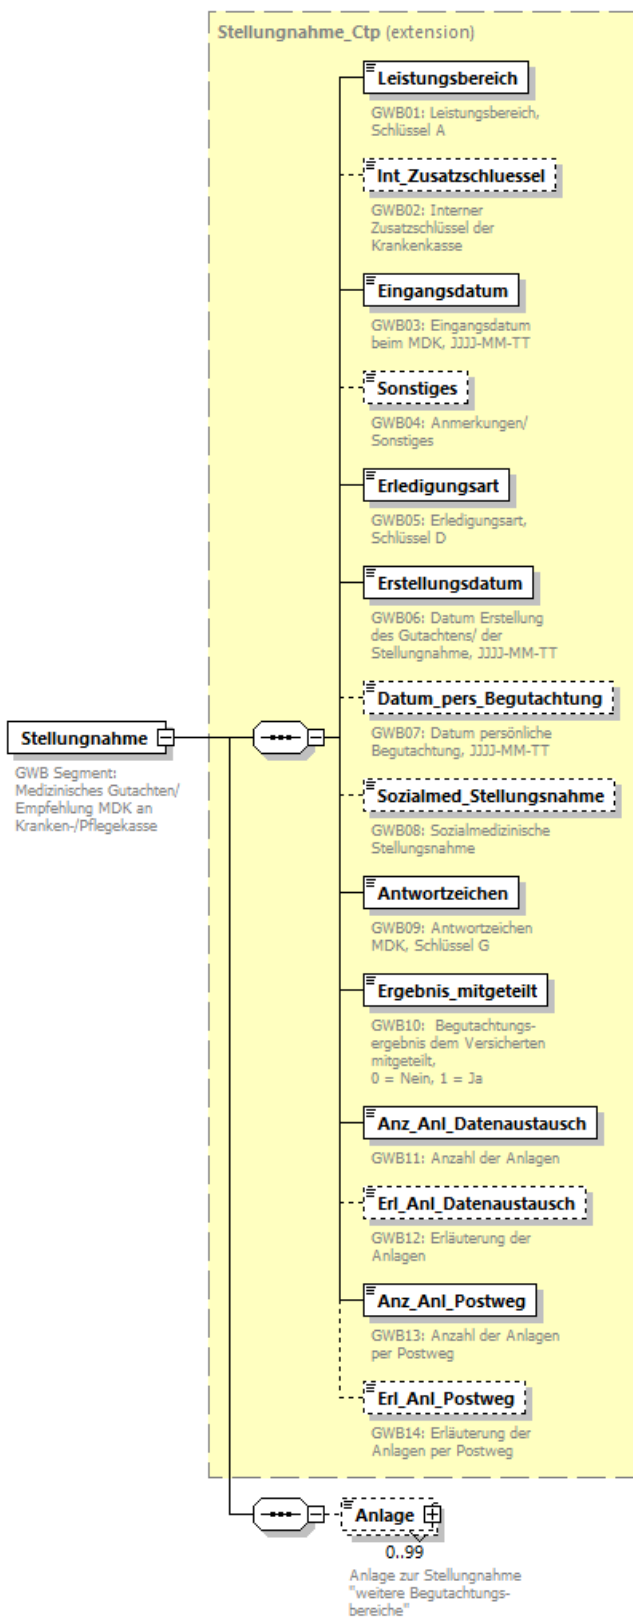 Stellungnahme_Ctp (extension)
Leistungsbereich
GWB01: Leistungsbereich,
Schlüssel A
Int_Zusatzschluessel
GWB02: Interner
Zusatzschlüssel der
Krankenkasse
Eingangsdatum
GWB03: Eingangsdatum
beim MDK, JJJJ-MM-TT
Sonstiges
GWB04: Anmerkungen/
Sonstiges
Erledigungsart
GWB05: Erledigungsart,
Schlüssel D
Erstellungsdatum
GWB06: Datum Erstellung
des Gutachtens/ der
Stellungnahme, JJJJ-MM-TT
Datum_pers_Begutachtung
GWB07: Datum persönliche
Begutachtung, JJJJ-MM-TT
Stellungnahme
GWB Segment:
Medizinisches Gutachten/
Empfehlung MDK an
Kranken-/Pflegekasse
Sozialmed_Stellungsnahme
GWB08: Sozialmedizinische
Stellungsnahme
Antwortzeichen
GWB09: Antwortzeichen
MDK, Schlüssel G
Ergebnis_mitgeteilt
GWB10: Begutachtungs-
ergebnis dem Versicherten
mitgeteilt,
0 = Nein, 1 = Ja
Anz_Anl_Datenaustausch
GWB11: Anzahl der Anlagen
Erl_Anl_Datenaustausch
GWB12: Erläuterung der
Anlagen
Anz_Anl_Postweg
GWB13: Anzahl der Anlagen
per Postweg
Erl_Anl_Postweg
GWB14: Erläuterung der
Anlagen per Postweg
Anlage
0..99
Anlage zur Stellungnahme
"weitere Begutachtungs-
bereiche"